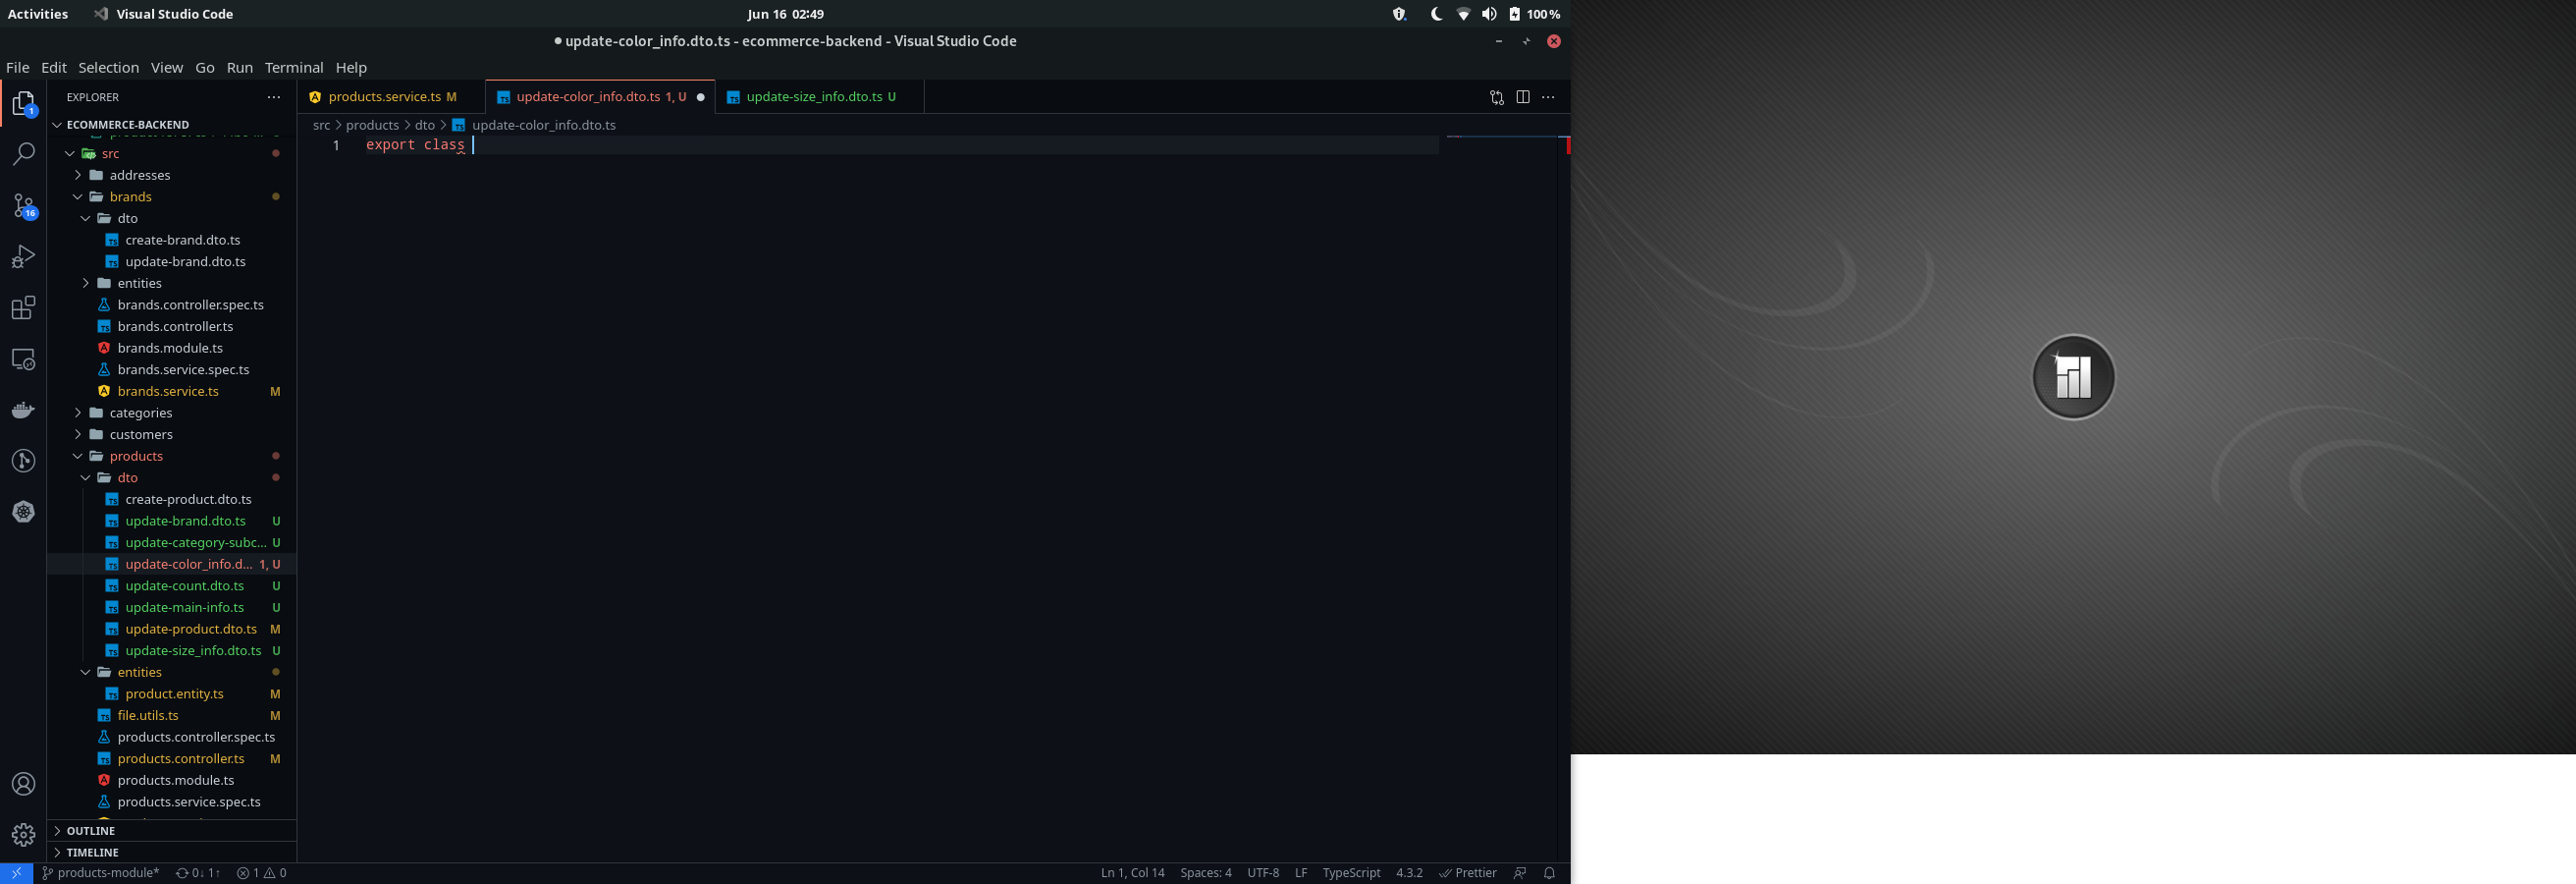 Activities Visual Studio Code Jun 16 02:49 100%
update-color_info.dto.ts - ecommerce-backend - Visual Studio Code
File Edit Selection View Go Run Terminal Help
EXPLORER
products.service.ts M update-color_info.dto.ts 1, U update-size_info.dto.ts U
ECOMMERCE-BACKEND
src products dto update-color_info.dto.ts
1 export class
src
addresses
brands
dto
create-brand.dto.ts
update-brand.dto.ts
entities
brands.controller.spec.ts
brands.controller.ts
brands.module.ts
brands.service.spec.ts
brands.service.ts M
categories
customers
products
dto
create-product.dto.ts
update-brand.dto.ts U
update-category-subc... U
update-color_info.d... 1, U
update-count.dto.ts U
update-main-info.ts U
update-product.dto.ts M
update-size_info.dto.ts U
entities
product.entity.ts M
file.utils.ts M
products.controller.spec.ts
products.controller.ts M
products.module.ts
products.service.spec.ts
OUTLINE
TIMELINE
1
16
products-module* 0↓ 1↑ 1 0 Ln 1, Col 14 Spaces: 4 UTF-8 LF TypeScript 4.3.2 Prettier